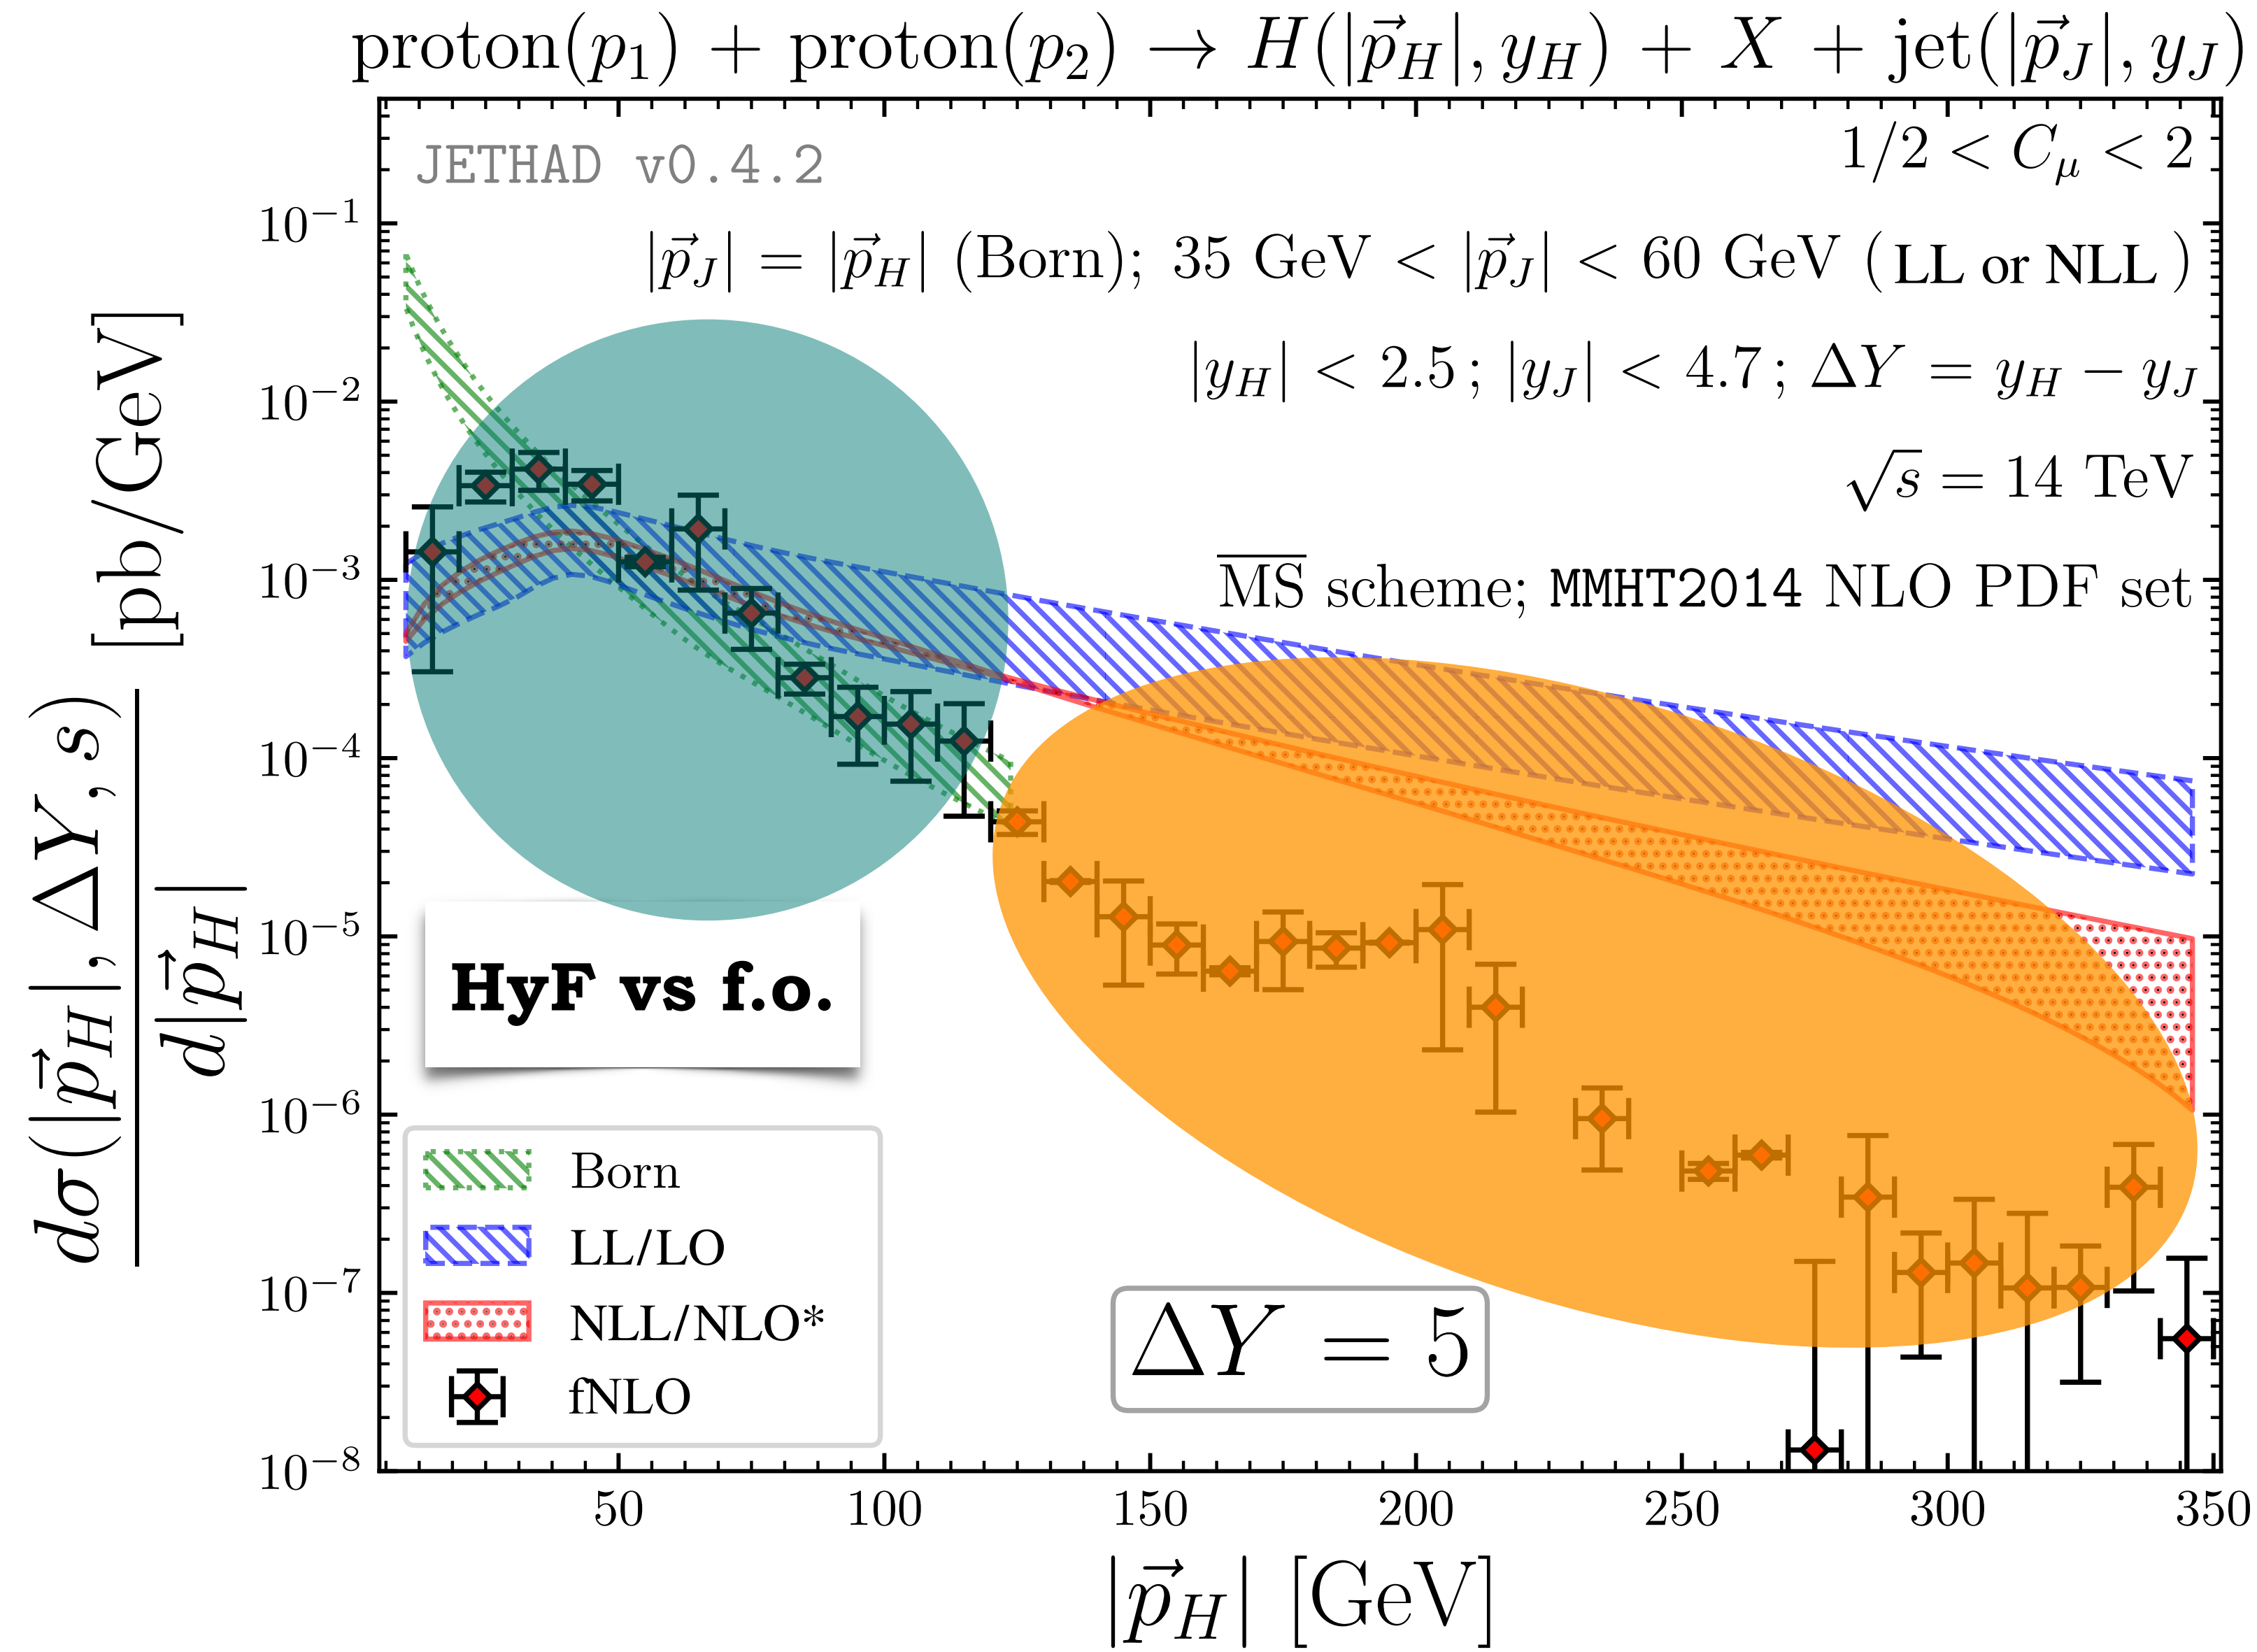 proton(p₁) + proton(p₂) → H(|p⃗_H|, y_H) + X + jet(|p⃗_J|, y_J)
JETHAD v0.4.2
1/2 < C_μ < 2
|p⃗_J| = |p⃗_H| (Born); 35 GeV < |p⃗_J| < 60 GeV ( LL or NLL )
|y_H| < 2.5 ; |y_J| < 4.7 ; ΔY = y_H − y_J
√s = 14 TeV
M̅S̅ scheme; MMHT2014 NLO PDF set
dσ(|p⃗_H|, ΔY, s)
d|p⃗_H|
[pb/GeV]
10⁻¹
10⁻²
10⁻³
10⁻⁴
10⁻⁵
10⁻⁶
10⁻⁷
10⁻⁸
HyF vs f.o.
Born
LL/LO
NLL/NLO*
fNLO
ΔY = 5
50 100 150 200 250 300 350
|p⃗_H| [GeV]